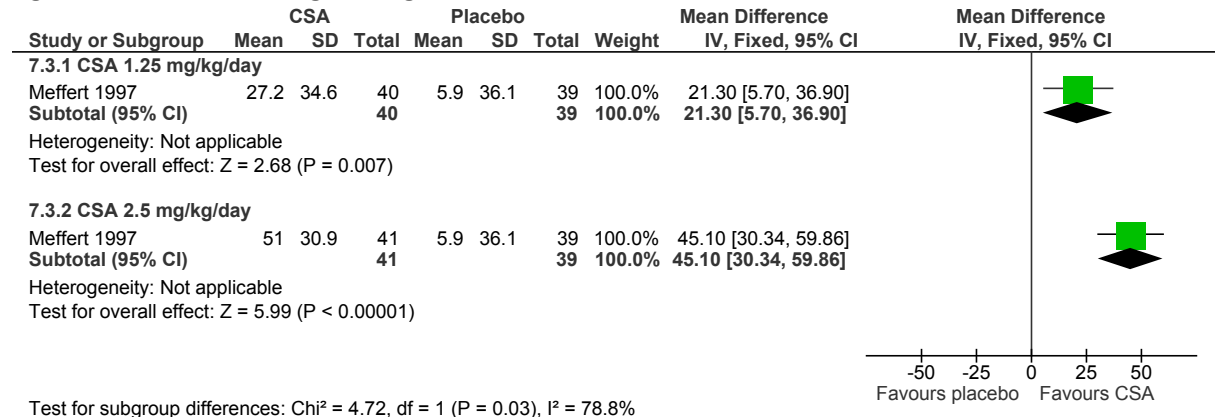 CSA Placebo Mean Difference Mean Difference
Study or Subgroup Mean SD Total Mean SD Total Weight IV, Fixed, 95% CI IV, Fixed, 95% CI
7.3.1 CSA 1.25 mg/kg/day
Meffert 1997 27.2 34.6 40 5.9 36.1 39 100.0% 21.30 [5.70, 36.90]
Subtotal (95% CI) 40 39 100.0% 21.30 [5.70, 36.90]
Heterogeneity: Not applicable
Test for overall effect: Z = 2.68 (P = 0.007)
7.3.2 CSA 2.5 mg/kg/day
Meffert 1997 51 30.9 41 5.9 36.1 39 100.0% 45.10 [30.34, 59.86]
Subtotal (95% CI) 41 39 100.0% 45.10 [30.34, 59.86]
Heterogeneity: Not applicable
Test for overall effect: Z = 5.99 (P < 0.00001)
-50 -25 0 25 50
Favours placebo Favours CSA
Test for subgroup differences: Chi² = 4.72, df = 1 (P = 0.03), I² = 78.8%